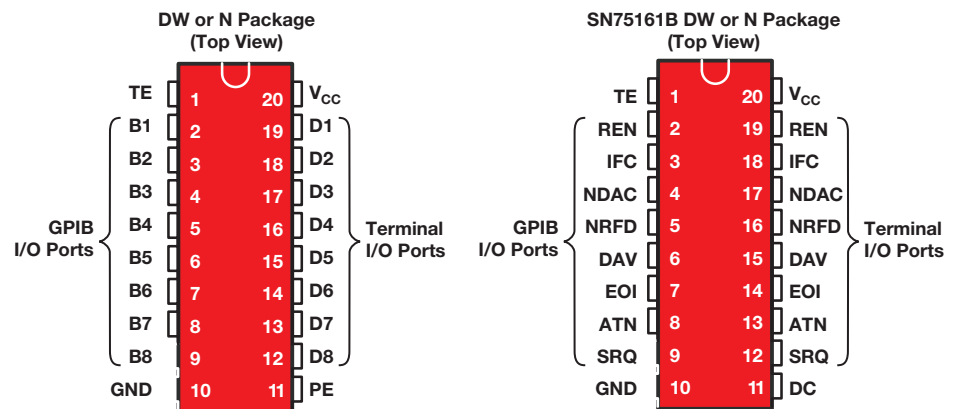 DW or N Package
(Top View)
TE 1 20 VCC
B1 2 19 D1
B2 3 18 D2
B3 4 17 D3
B4 5 16 D4
B5 6 15 D5
B6 7 14 D6
B7 8 13 D7
B8 9 12 D8
GND 10 11 PE
GPIB
I/O Ports
Terminal
I/O Ports
SN75161B DW or N Package
(Top View)
TE 1 20 VCC
REN 2 19 REN
IFC 3 18 IFC
NDAC 4 17 NDAC
NRFD 5 16 NRFD
DAV 6 15 DAV
EOI 7 14 EOI
ATN 8 13 ATN
SRQ 9 12 SRQ
GND 10 11 DC
GPIB
I/O Ports
Terminal
I/O Ports